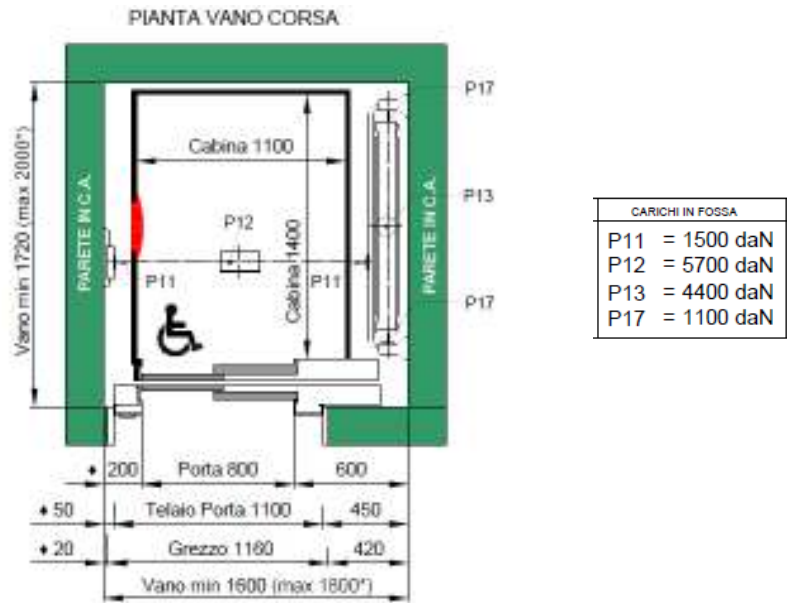 PIANTA VANO CORSA
P17
Cabina 1100
Vano min 1720 (max 2000*)
PARETE IN C.A.
P12
Cabina 1400
P13
PARETE IN C.A.
P11
P11
P17
♦ 200 Porta 800 600
♦ 50 Telaio Porta 1100 450
♦ 20 Grezzo 1160 420
Vano min 1600 (max 1800*)
CARICHI IN FOSSA
P11 = 1500 daN
P12 = 5700 daN
P13 = 4400 daN
P17 = 1100 daN